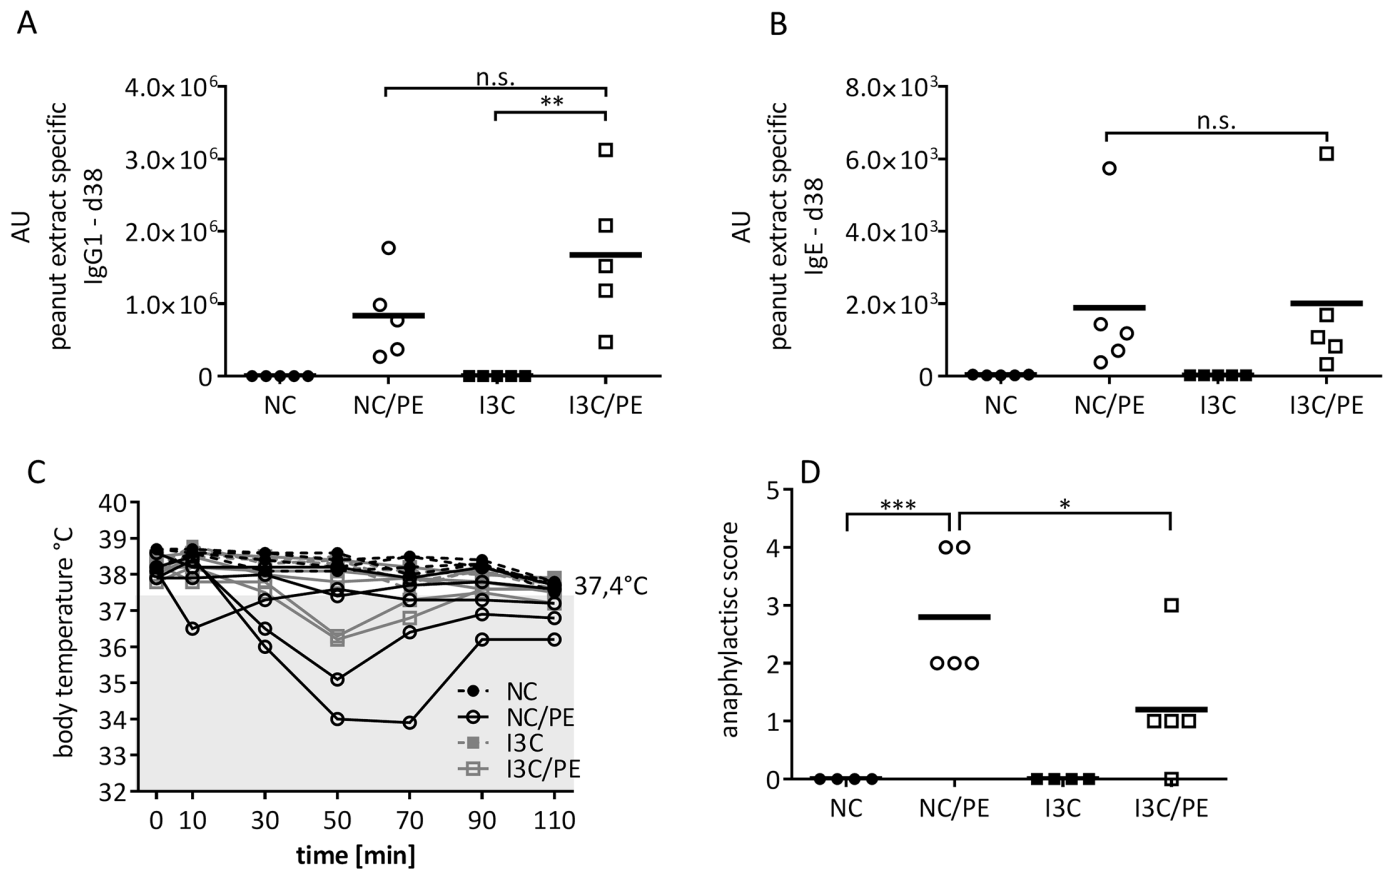 A
n.s.
**
4.0×10⁶
3.0×10⁶
2.0×10⁶
1.0×10⁶
0
AU
peanut extract specific
IgG1 - d38
NC NC/PE I3C I3C/PE
B
n.s.
8.0×10³
6.0×10³
4.0×10³
2.0×10³
0
AU
peanut extract specific
IgE - d38
NC NC/PE I3C I3C/PE
C
40
39
38
37
36
35
34
33
32
body temperature °C
37,4°C
NC
NC/PE
I3C
I3C/PE
0 10 30 50 70 90 110
time [min]
D
***
*
5
4
3
2
1
0
anaphylactisc score
NC NC/PE I3C I3C/PE